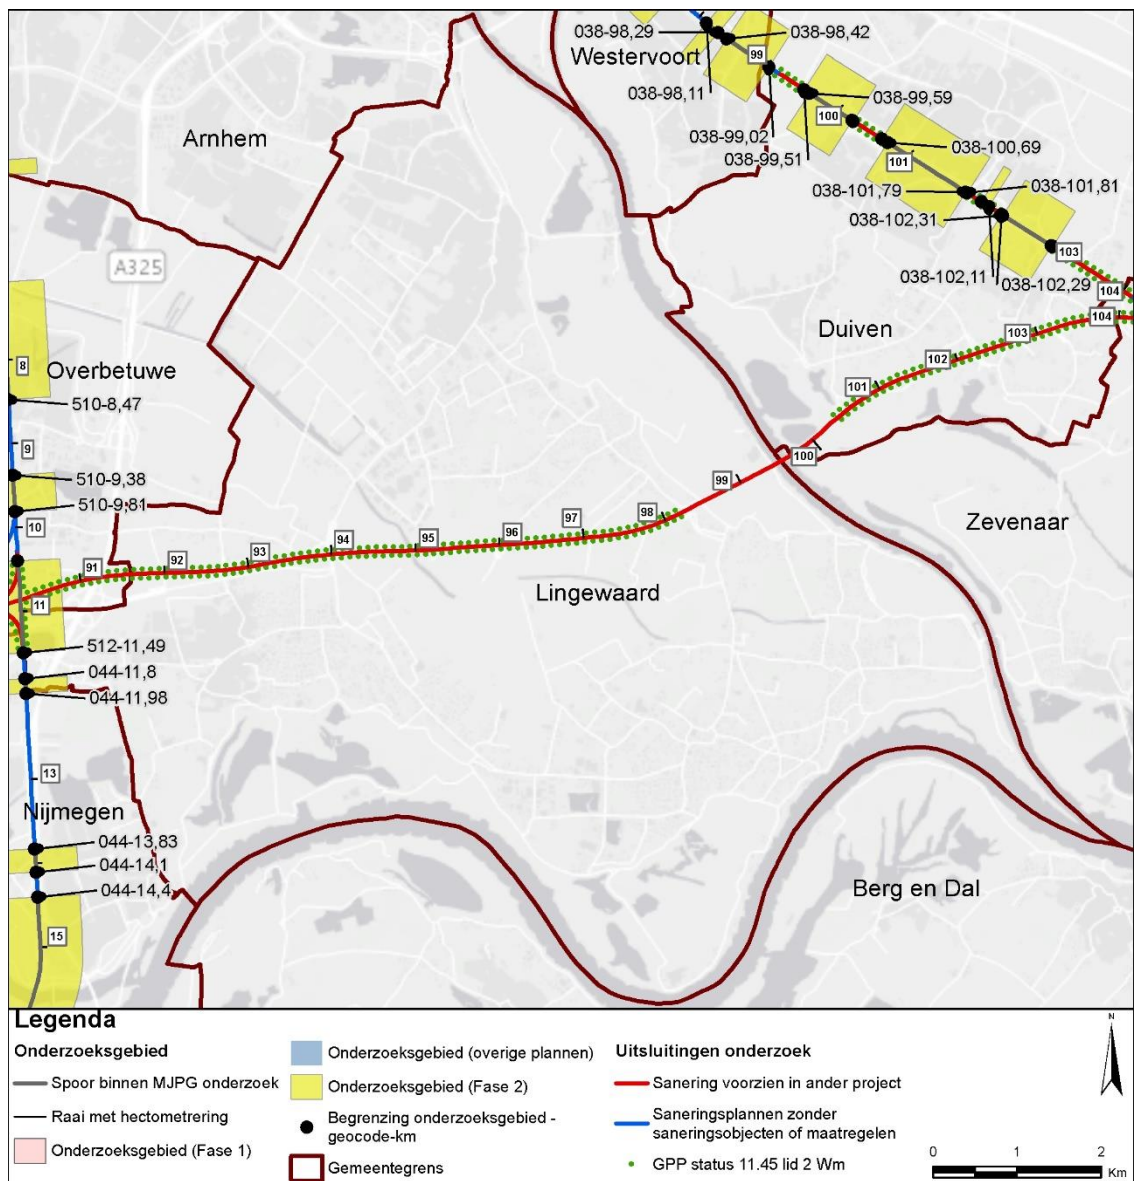 038-98,29
038-98,42
Westervoort
99
038-98,11
038-99,59
100
Arnhem
038-99,02
038-99,51
038-100,69
101
038-101,79
038-101,81
038-102,31
103
A325
038-102,11
038-102,29
104
104
Duiven
103
8
102
Overbetuwe
101
510-8,47
9
100
510-9,38
99
510-9,81
98
97
10
96
95
94
93
92
91
Zevenaar
Lingewaard
11
512-11,49
044-11,8
044-11,98
13
Nijmegen
044-13,83
044-14,1
044-14,4
Berg en Dal
15
Legenda
Onderzoeksgebied
Spoor binnen MJPG onderzoek
Raai met hectometrering
Onderzoeksgebied (Fase 1)
Onderzoeksgebied (overige plannen)
Onderzoeksgebied (Fase 2)
Begrenzing onderzoeksgebied -
geocode-km
Gemeentegrens
Uitsluitingen onderzoek
Sanering voorzien in ander project
Saneringsplannen zonder
saneringsobjecten of maatregelen
GPP status 11.45 lid 2 Wm
N
0 1 2
Km